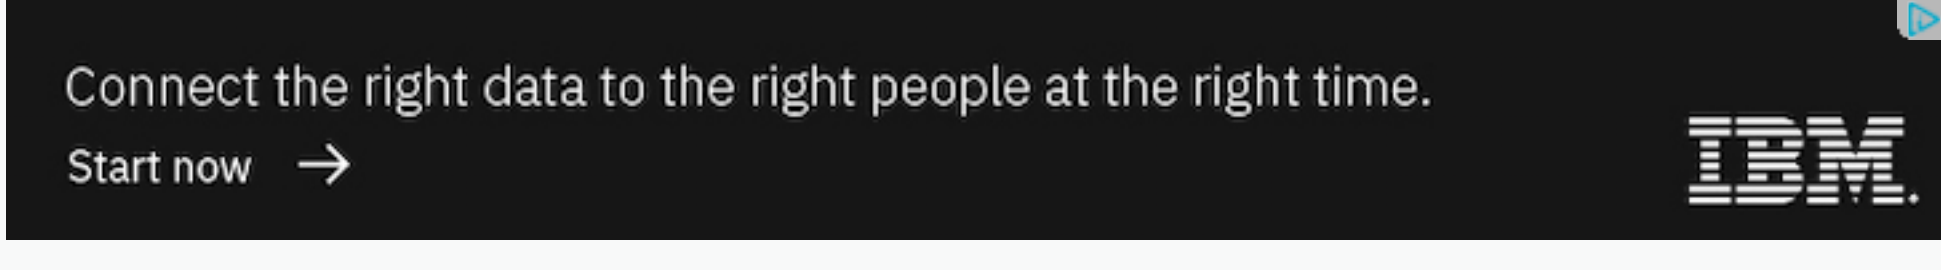 Connect the right data to the right people at the right time.
Start now →
IBM.